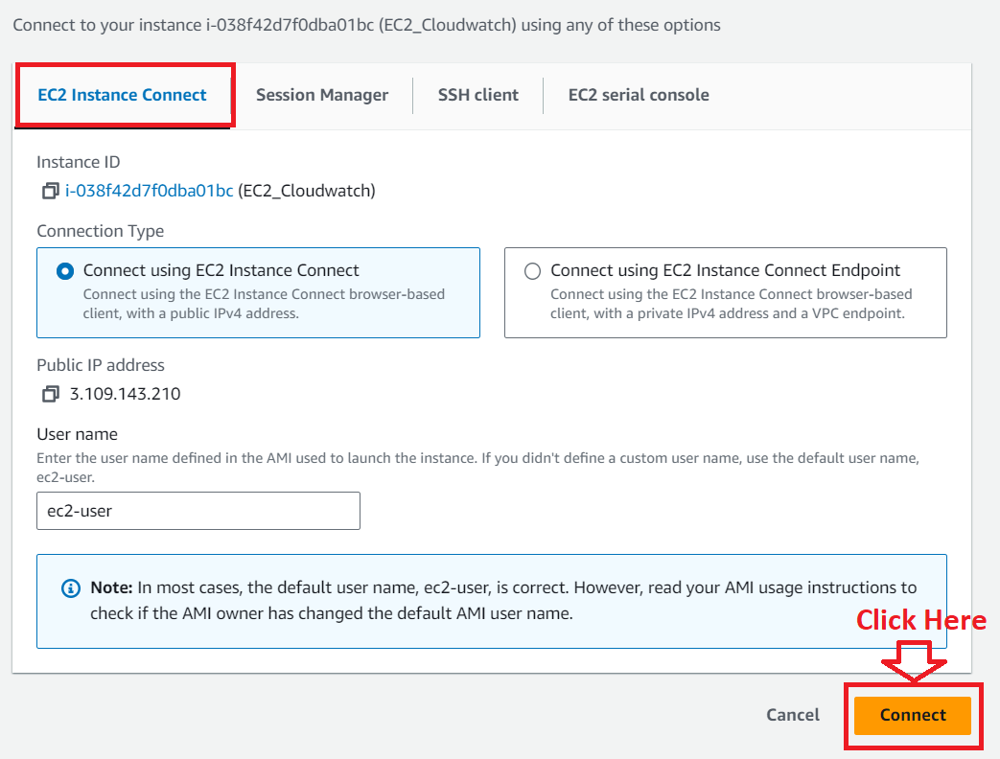 Connect to your instance i-038f42d7f0dba01bc (EC2_Cloudwatch) using any of these options
EC2 Instance Connect
Session Manager
SSH client
EC2 serial console
Instance ID
i-038f42d7f0dba01bc (EC2_Cloudwatch)
Connection Type
Connect using EC2 Instance Connect
Connect using the EC2 Instance Connect browser-based
client, with a public IPv4 address.
Connect using EC2 Instance Connect Endpoint
Connect using the EC2 Instance Connect browser-based
client, with a private IPv4 address and a VPC endpoint.
Public IP address
3.109.143.210
User name
Enter the user name defined in the AMI used to launch the instance. If you didn't define a custom user name, use the default user name,
ec2-user.
ec2-user
Note: In most cases, the default user name, ec2-user, is correct. However, read your AMI usage instructions to
check if the AMI owner has changed the default AMI user name.
Click Here
Cancel
Connect